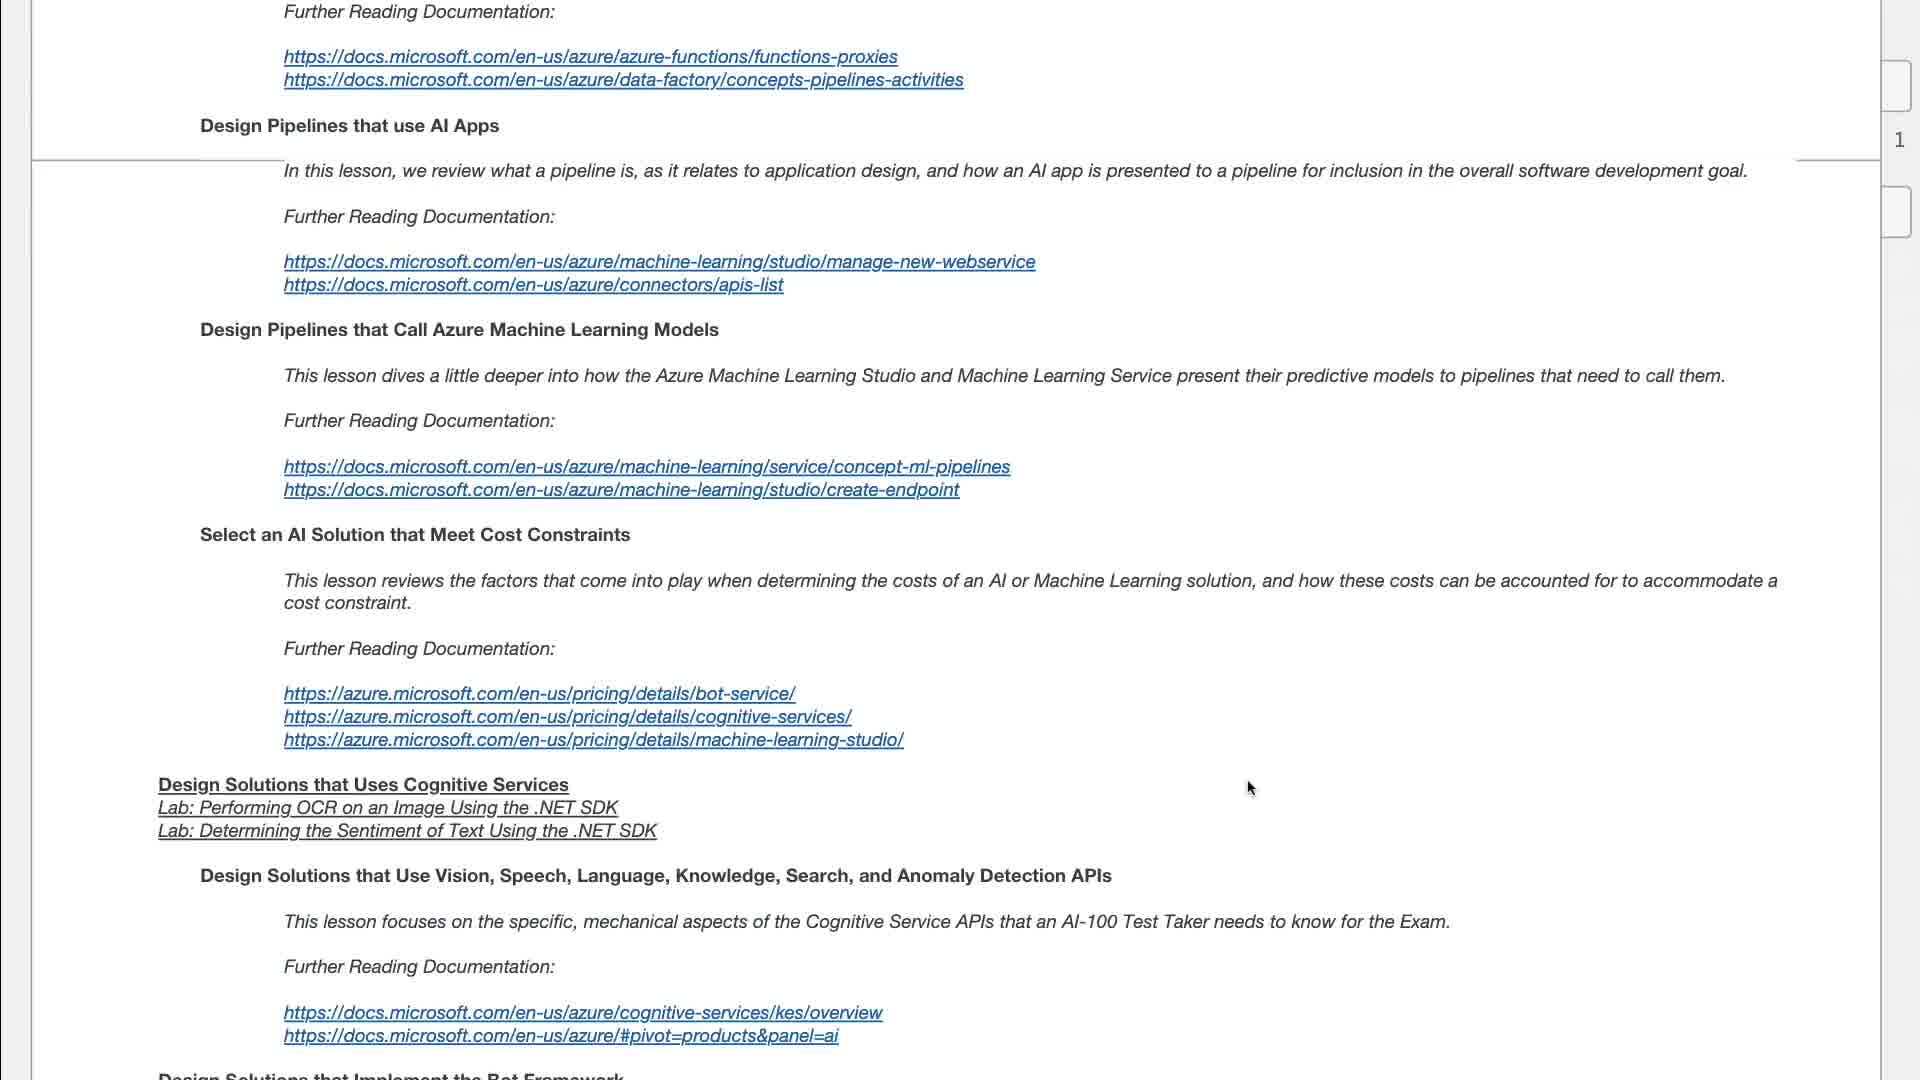 Further Reading Documentation:
https://docs.microsoft.com/en-us/azure/azure-functions/functions-proxies
https://docs.microsoft.com/en-us/azure/data-factory/concepts-pipelines-activities
Design Pipelines that use AI Apps
1
In this lesson, we review what a pipeline is, as it relates to application design, and how an AI app is presented to a pipeline for inclusion in the overall software development goal.
Further Reading Documentation:
https://docs.microsoft.com/en-us/azure/machine-learning/studio/manage-new-webservice
https://docs.microsoft.com/en-us/azure/connectors/apis-list
Design Pipelines that Call Azure Machine Learning Models
This lesson dives a little deeper into how the Azure Machine Learning Studio and Machine Learning Service present their predictive models to pipelines that need to call them.
Further Reading Documentation:
https://docs.microsoft.com/en-us/azure/machine-learning/service/concept-ml-pipelines
https://docs.microsoft.com/en-us/azure/machine-learning/studio/create-endpoint
Select an AI Solution that Meet Cost Constraints
This lesson reviews the factors that come into play when determining the costs of an AI or Machine Learning solution, and how these costs can be accounted for to accommodate a
cost constraint.
Further Reading Documentation:
https://azure.microsoft.com/en-us/pricing/details/bot-service/
https://azure.microsoft.com/en-us/pricing/details/cognitive-services/
https://azure.microsoft.com/en-us/pricing/details/machine-learning-studio/
Design Solutions that Uses Cognitive Services
Lab: Performing OCR on an Image Using the .NET SDK
Lab: Determining the Sentiment of Text Using the .NET SDK
Design Solutions that Use Vision, Speech, Language, Knowledge, Search, and Anomaly Detection APIs
This lesson focuses on the specific, mechanical aspects of the Cognitive Service APIs that an AI-100 Test Taker needs to know for the Exam.
Further Reading Documentation:
https://docs.microsoft.com/en-us/azure/cognitive-services/kes/overview
https://docs.microsoft.com/en-us/azure/#pivot=products&panel=ai
Design Solutions that Implement the Bot Framework